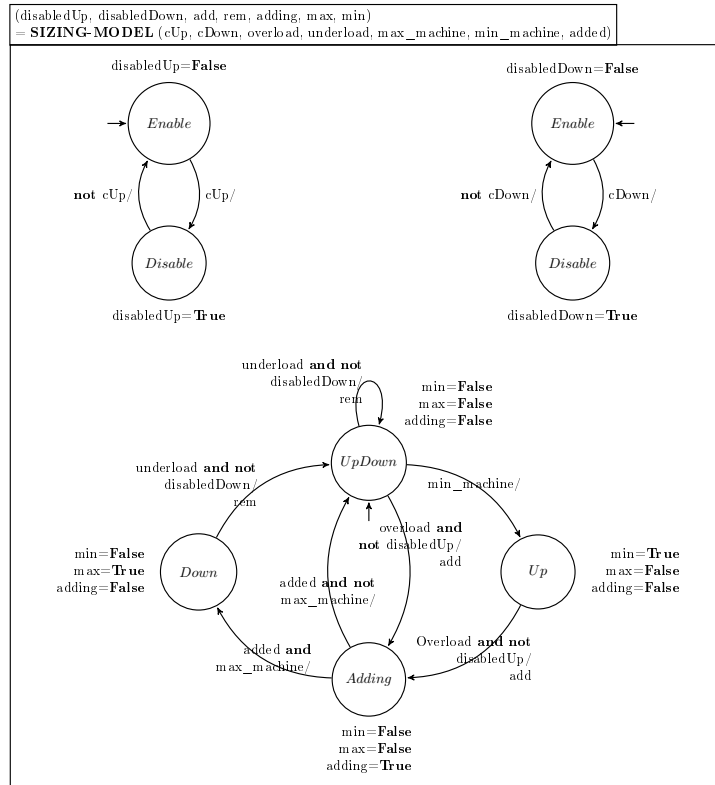 (disabledUp, disabledDown, add, rem, adding, max, min)
= SIZING-MODEL (cUp, cDown, overload, underload, max_machine, min_machine, added)
disabledUp=False
Enable
not cUp/
cUp/
Disable
disabledUp=True
disabledDown=False
Enable
not cDown/
cDown/
Disable
disabledDown=True
underload and not
disabledDown/
rem
min=False
max=False
adding=False
UpDown
underload and not
disabledDown/
rem
min_machine/
overload and
not disabledUp/
add
min=False
max=True
adding=False
Down
added and not
max_machine/
Up
min=True
max=False
adding=False
added and
max_machine/
Overload and not
disabledUp/
add
Adding
min=False
max=False
adding=True